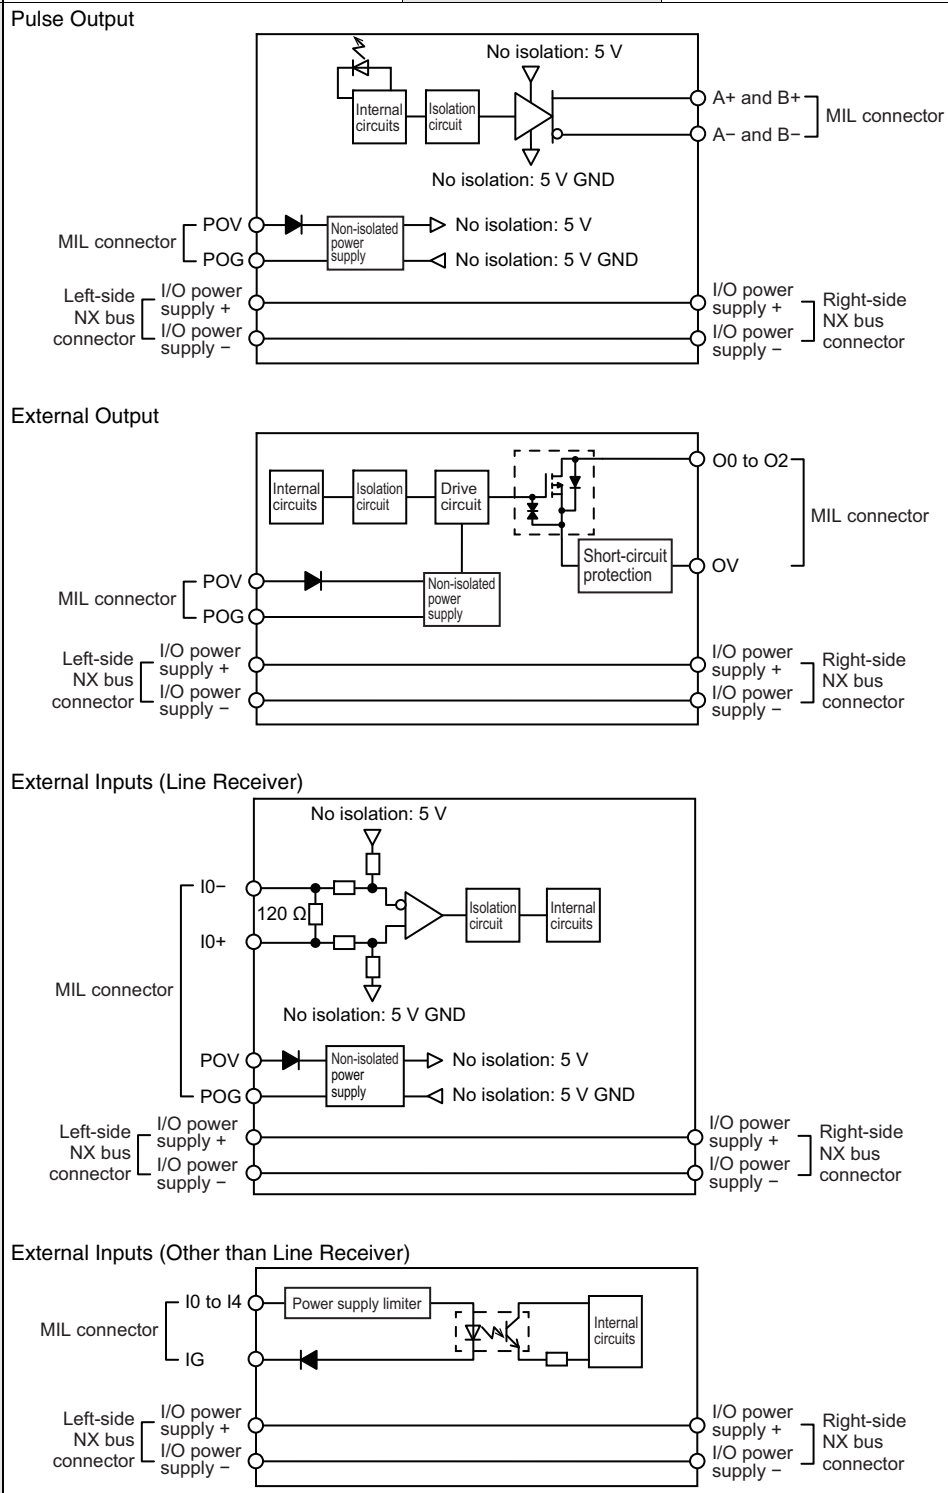 Pulse Output
No isolation: 5 V
Internal
circuits
Isolation
circuit
A+ and B+
A− and B−
MIL connector
No isolation: 5 V GND
MIL connector
POV
POG
Non-isolated
power
supply
No isolation: 5 V
No isolation: 5 V GND
Left-side
NX bus
connector
I/O power
supply +
I/O power
supply −
I/O power
supply +
I/O power
supply −
Right-side
NX bus
connector
External Output
Internal
circuits
Isolation
circuit
Drive
circuit
O0 to O2
MIL connector
Short-circuit
protection
OV
MIL connector
POV
POG
Non-isolated
power
supply
Left-side
NX bus
connector
I/O power
supply +
I/O power
supply −
I/O power
supply +
I/O power
supply −
Right-side
NX bus
connector
External Inputs (Line Receiver)
No isolation: 5 V
I0−
120 Ω
I0+
Isolation
circuit
Internal
circuits
MIL connector
No isolation: 5 V GND
POV
POG
Non-isolated
power
supply
No isolation: 5 V
No isolation: 5 V GND
Left-side
NX bus
connector
I/O power
supply +
I/O power
supply −
I/O power
supply +
I/O power
supply −
Right-side
NX bus
connector
External Inputs (Other than Line Receiver)
MIL connector
I0 to I4
IG
Power supply limiter
Internal
circuits
Left-side
NX bus
connector
I/O power
supply +
I/O power
supply −
I/O power
supply +
I/O power
supply −
Right-side
NX bus
connector